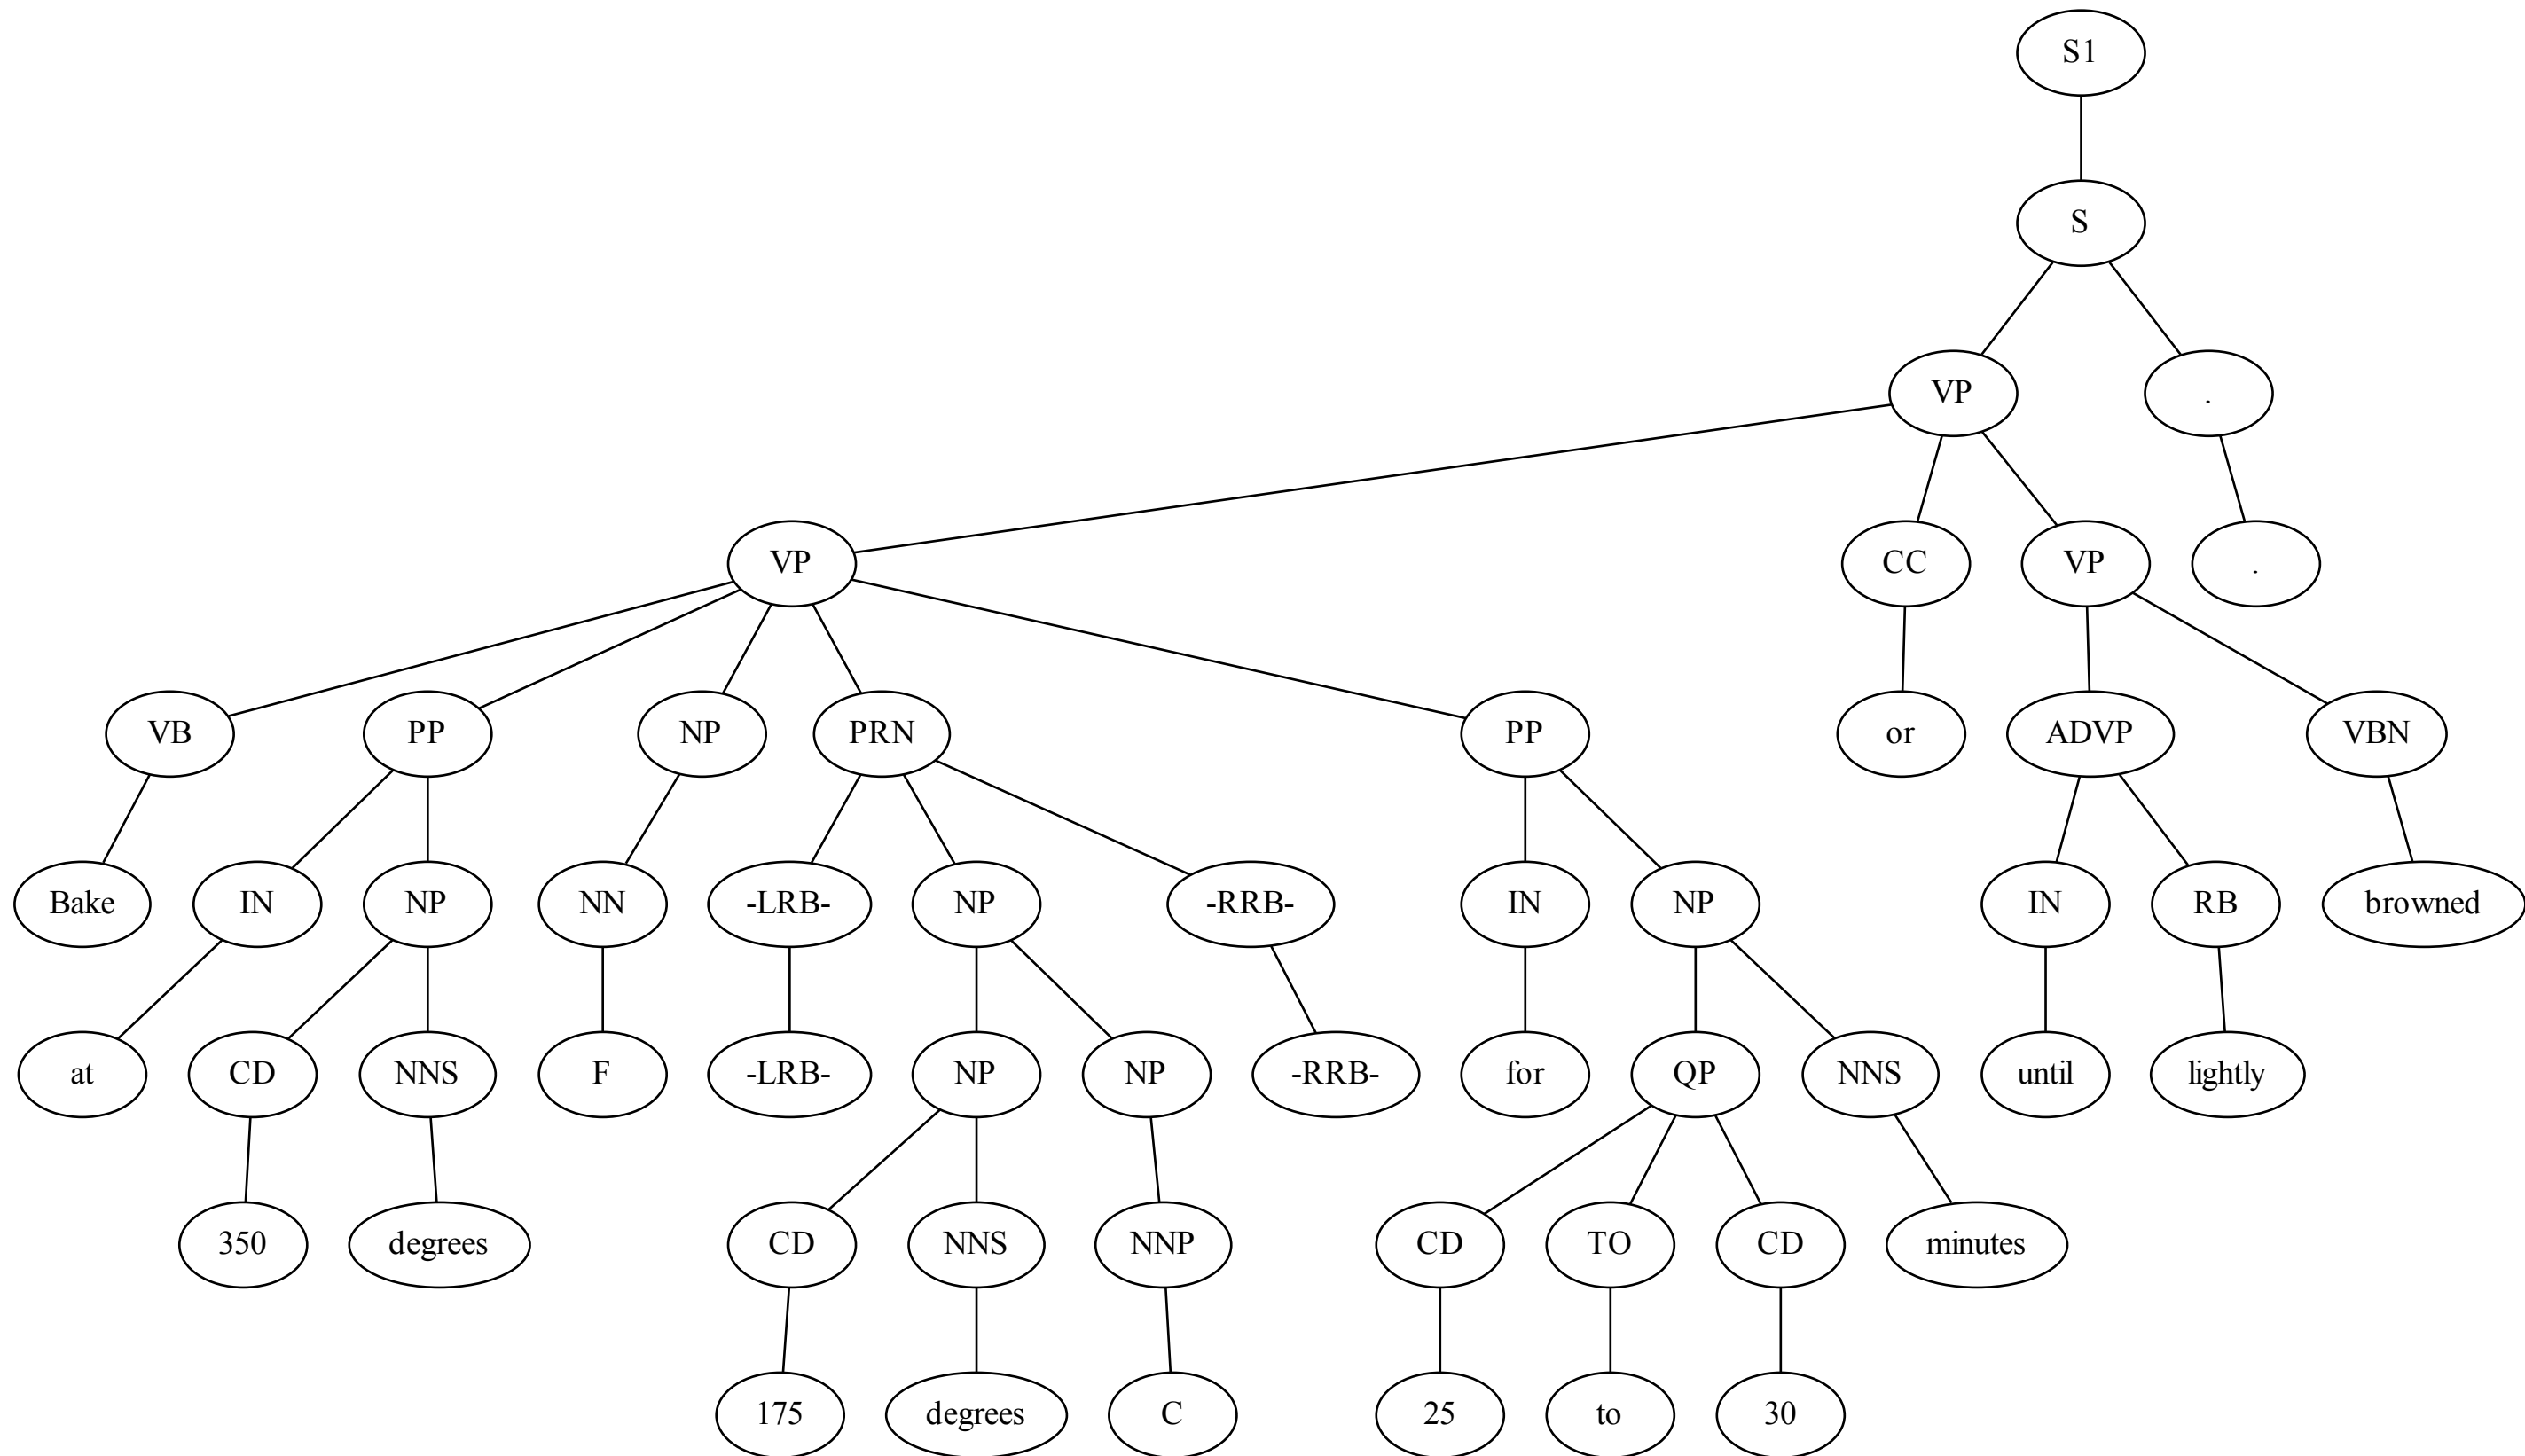 S1
S
VP .
VP CC VP .
VB PP NP PRN PP or ADVP VBN
Bake IN NP NN -LRB- NP -RRB- IN NP IN RB browned
at CD NNS F -LRB- NP NP -RRB- for QP NNS until lightly
350 degrees CD NNS NNP CD TO CD minutes
175 degrees C 25 to 30